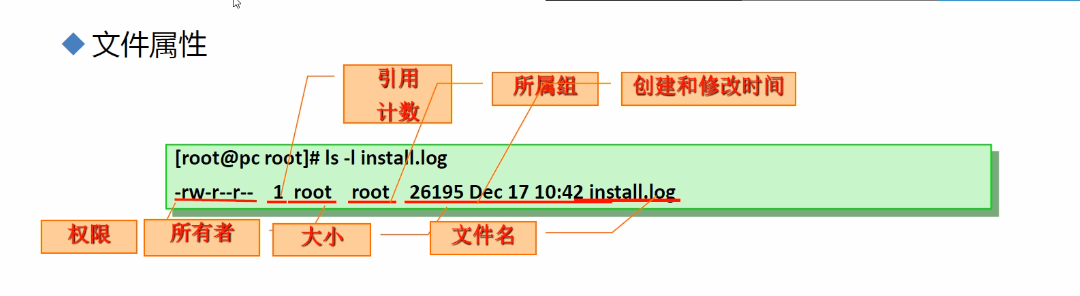 文件属性
引用
计数
所属组
创建和修改时间
[root@pc root]# ls -l install.log
-rw-r--r-- 1 root root 26195 Dec 17 10:42 install.log
权限
所有者
大小
文件名